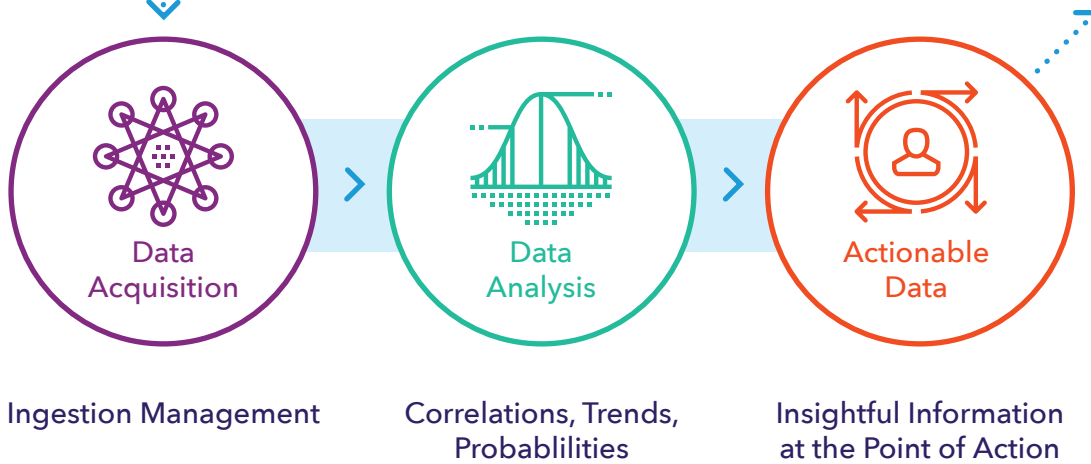 Data
Acquisition
Data
Analysis
Actionable
Data
Ingestion Management
Correlations, Trends,
Probablilities
Insightful Information
at the Point of Action